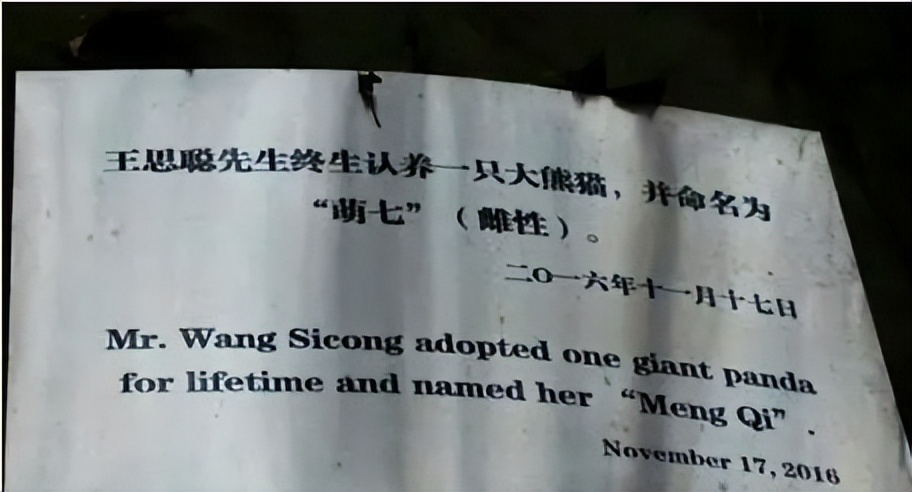 王思聪先生终生认养一只大熊猫，并命名为
“萌七”（雌性）。
二〇一六年十一月十七日
Mr. Wang Sicong adopted one giant panda
for lifetime and named her “Meng Qi”.
November 17, 2016